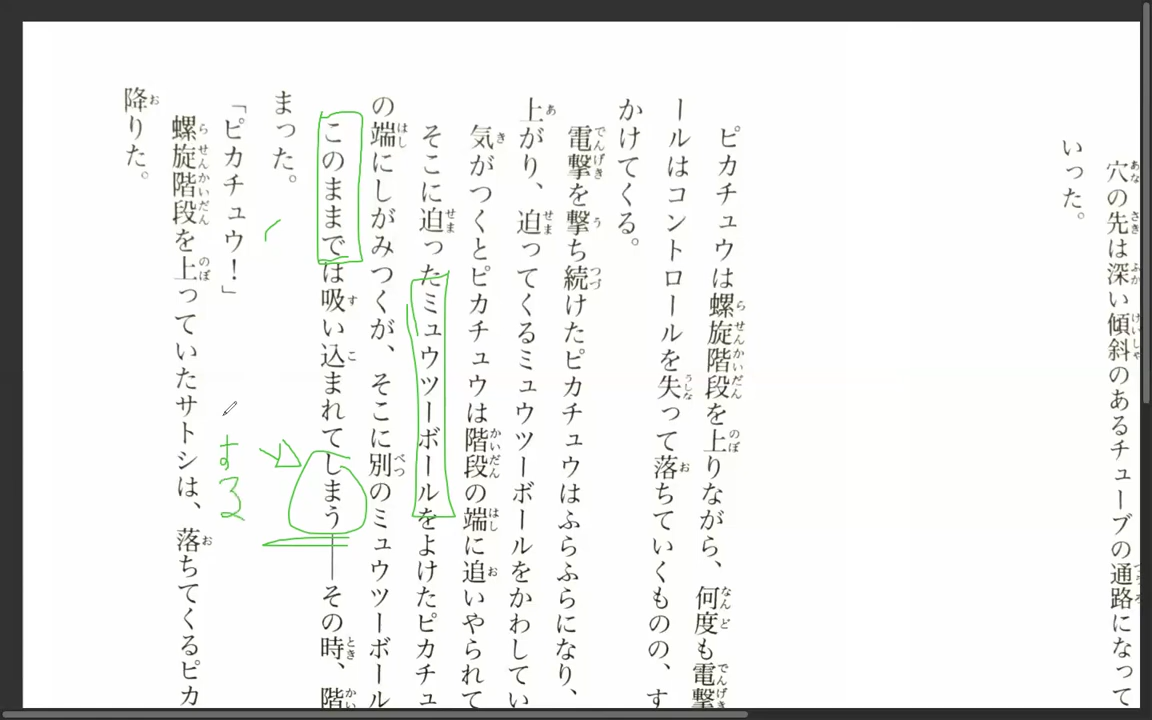 穴の先は深い傾斜のあるチューブの通路になって
いった。
ピカチュウは螺旋階段を上りながら、何度も電撃
ールはコントロールを失って落ちていくものの、す
かけてくる。
電撃を撃ち続けたピカチュウはふらふらになり、
上がり、迫ってくるミュウツーボールをかわしてい
気がつくとピカチュウは階段の端に追いやられて
そこに迫ったミュウツーボールをよけたピカチュ
の端にしがみつくが、そこに別のミュウツーボール
このままでは吸い込まれてしまう――その時、階
まった。
「ピカチュウ！」
螺旋階段を上っていたサトシは、落ちてくるピカ
降りた。
する